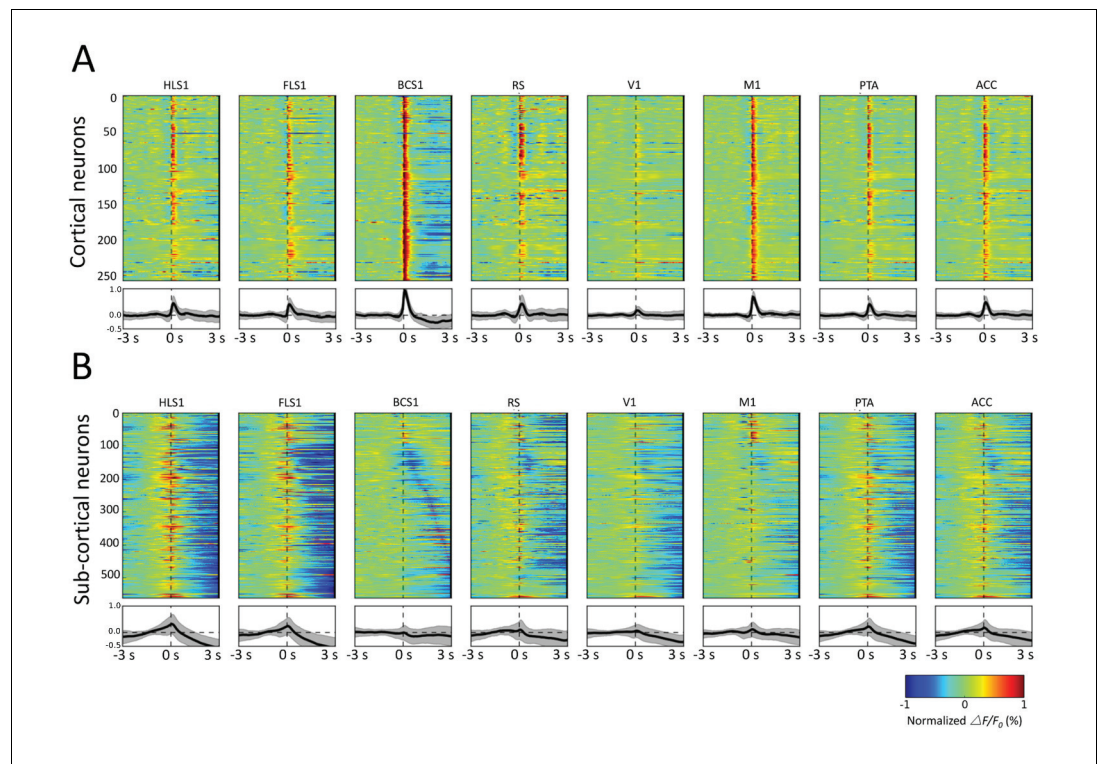 A
HLS1 FLS1 BCS1 RS V1 M1 PTA ACC
Cortical neurons
0
50
100
150
200
250
1.0
0.0
-0.5
-3 s 0 s 3 s -3 s 0 s 3 s -3 s 0 s 3 s -3 s 0 s 3 s -3 s 0 s 3 s -3 s 0 s 3 s -3 s 0 s 3 s -3 s 0 s 3 s
B
HLS1 FLS1 BCS1 RS V1 M1 PTA ACC
Sub-cortical neurons
0
100
200
300
400
500
1.0
0.0
-0.5
-3 s 0 s 3 s -3 s 0 s 3 s -3 s 0 s 3 s -3 s 0 s 3 s -3 s 0 s 3 s -3 s 0 s 3 s -3 s 0 s 3 s -3 s 0 s 3 s
-1 0 1
Normalized △F/F₀ (%)